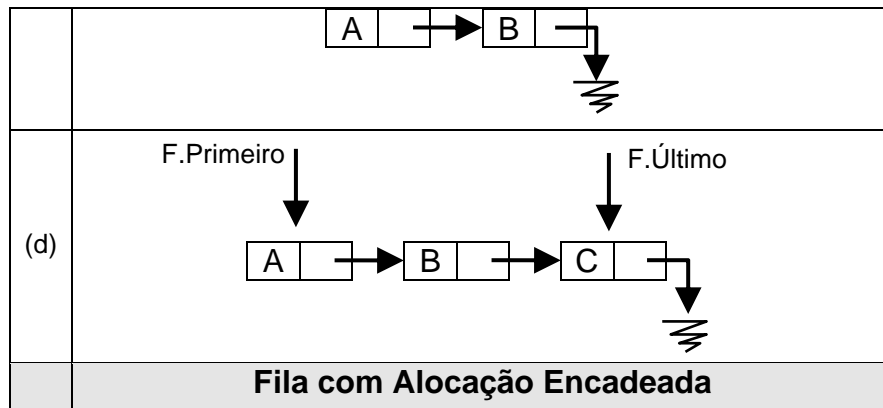 A B
F.Primeiro F.Último
(d)
A B C
Fila com Alocação Encadeada